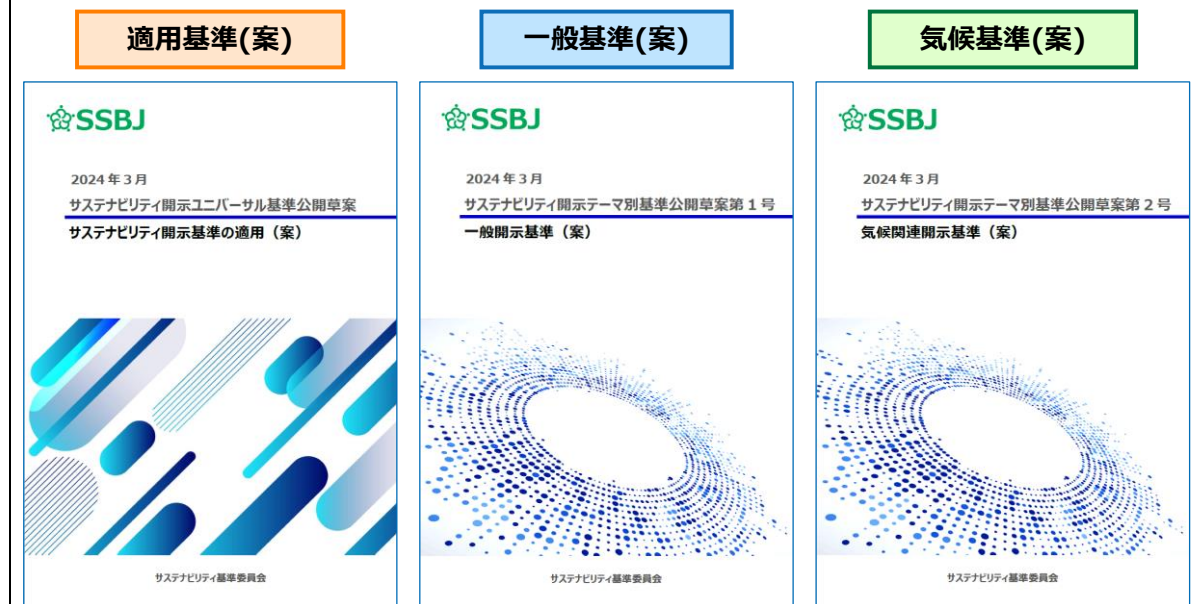 適用基準(案)
一般基準(案)
気候基準(案)
SSBJ
2024年3月
サステナビリティ開示ユニバーサル基準公開草案
サステナビリティ開示基準の適用(案)
サステナビリティ基準委員会
SSBJ
2024年3月
サステナビリティ開示テーマ別基準公開草案第1号
一般開示基準(案)
サステナビリティ基準委員会
SSBJ
2024年3月
サステナビリティ開示テーマ別基準公開草案第2号
気候関連開示基準(案)
サステナビリティ基準委員会